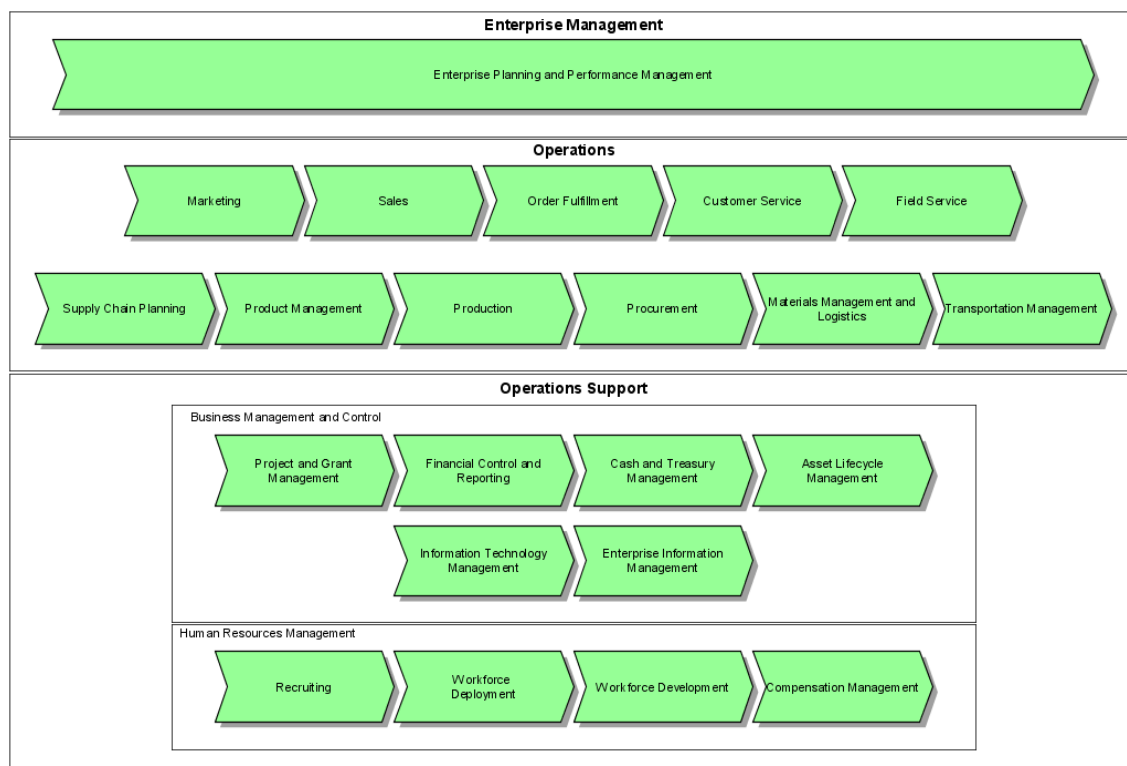 Enterprise Management
Enterprise Planning and Performance Management
Operations
Marketing
Sales
Order Fulfillment
Customer Service
Field Service
Supply Chain Planning
Product Management
Production
Procurement
Materials Management and
Logistics
Transportation Management
Operations Support
Business Management and Control
Project and Grant
Management
Financial Control and
Reporting
Cash and Treasury
Management
Asset Lifecycle
Management
Information Technology
Management
Enterprise Information
Management
Human Resources Management
Recruiting
Workforce
Deployment
Workforce Development
Compensation Management